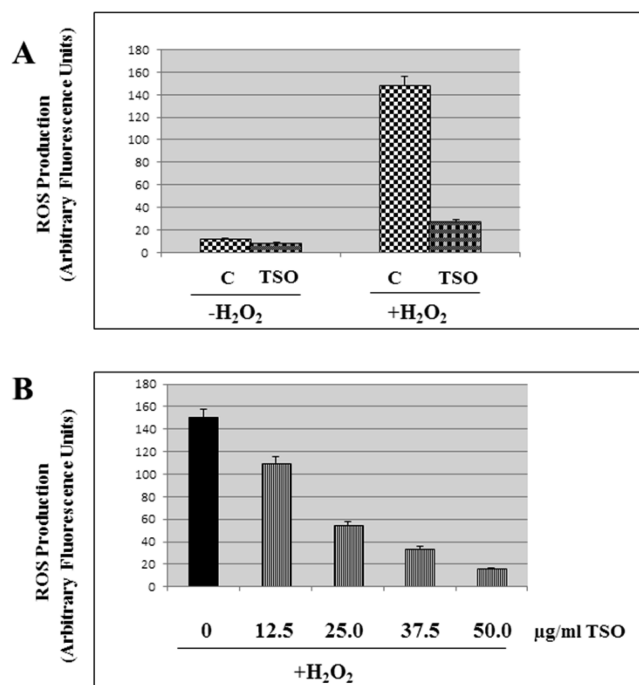 A
ROS Production
(Arbitrary Fluorescence Units)
180
160
140
120
100
80
60
40
20
0
C TSO C TSO
-H₂O₂ +H₂O₂
B
ROS Production
(Arbitrary Fluorescence Units)
180
160
140
120
100
80
60
40
20
0
0 12.5 25.0 37.5 50.0 µg/ml TSO
+H₂O₂